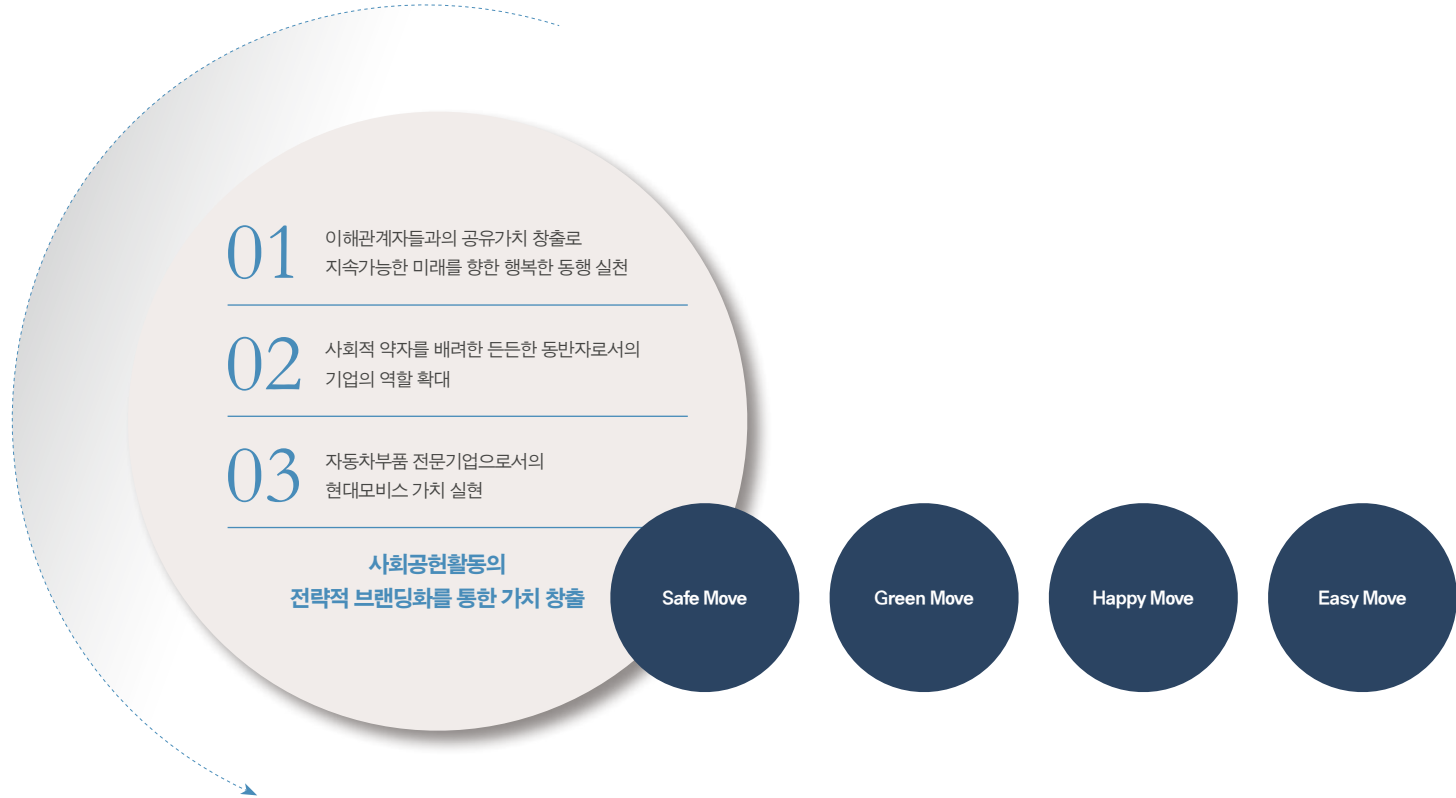 01
이해관계자들과의 공유가치 창출로
지속가능한 미래를 향한 행복한 동행 실천
02
사회적 약자를 배려한 든든한 동반자로서의
기업의 역할 확대
03
자동차부품 전문기업으로서의
현대모비스 가치 실현
사회공헌활동의
전략적 브랜딩화를 통한 가치 창출
Safe Move
Green Move
Happy Move
Easy Move